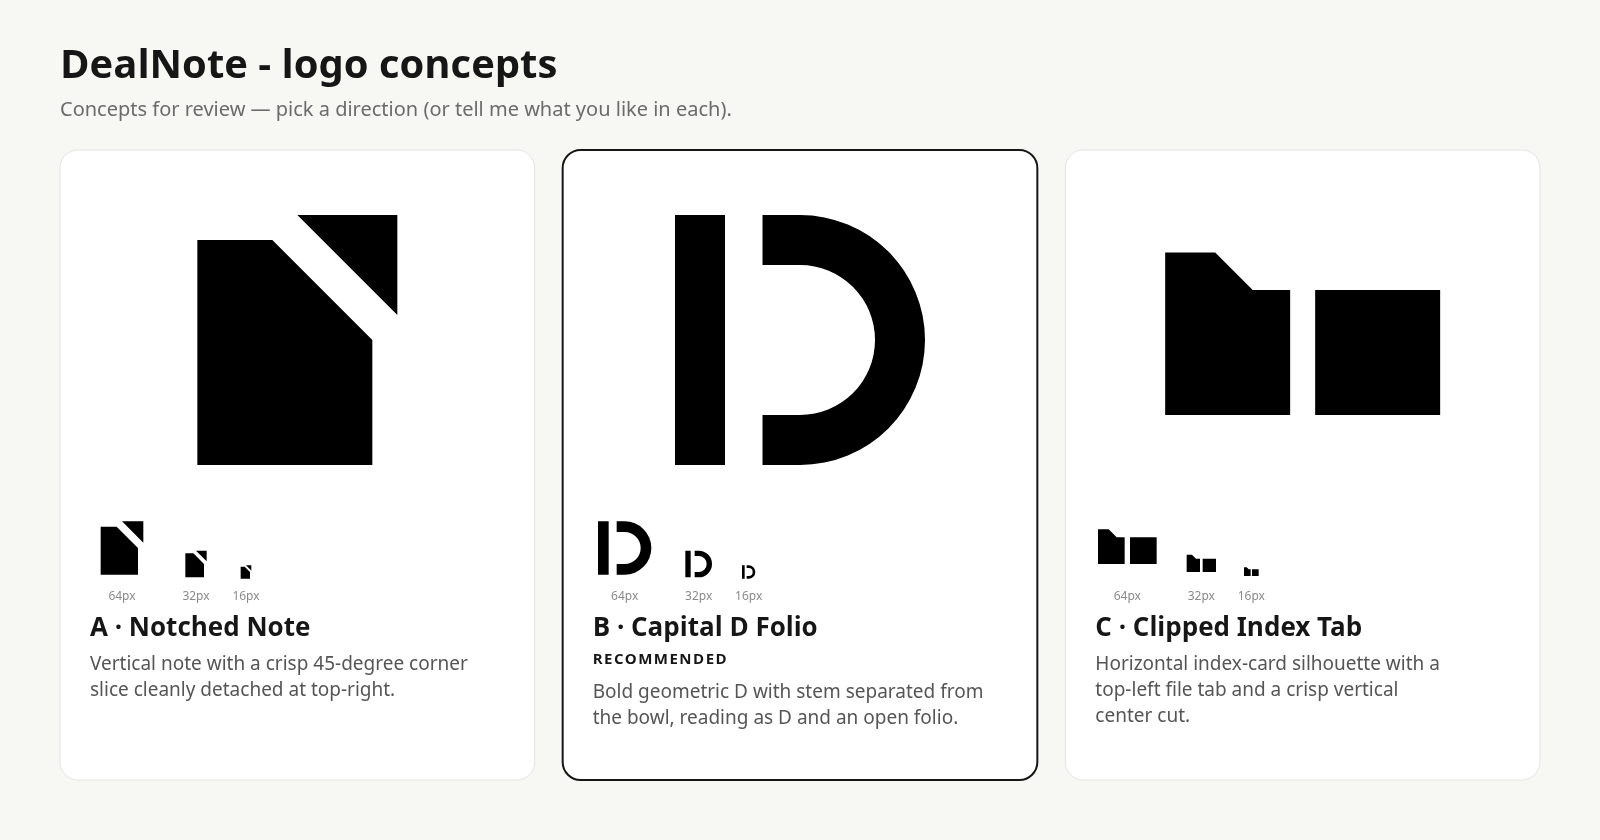 DealNote - logo concepts
Concepts for review — pick a direction (or tell me what you like in each).
64px 32px 16px
A · Notched Note
Vertical note with a crisp 45-degree corner
slice cleanly detached at top-right.
64px 32px 16px
B · Capital D Folio
RECOMMENDED
Bold geometric D with stem separated from
the bowl, reading as D and an open folio.
64px 32px 16px
C · Clipped Index Tab
Horizontal index-card silhouette with a
top-left file tab and a crisp vertical
center cut.